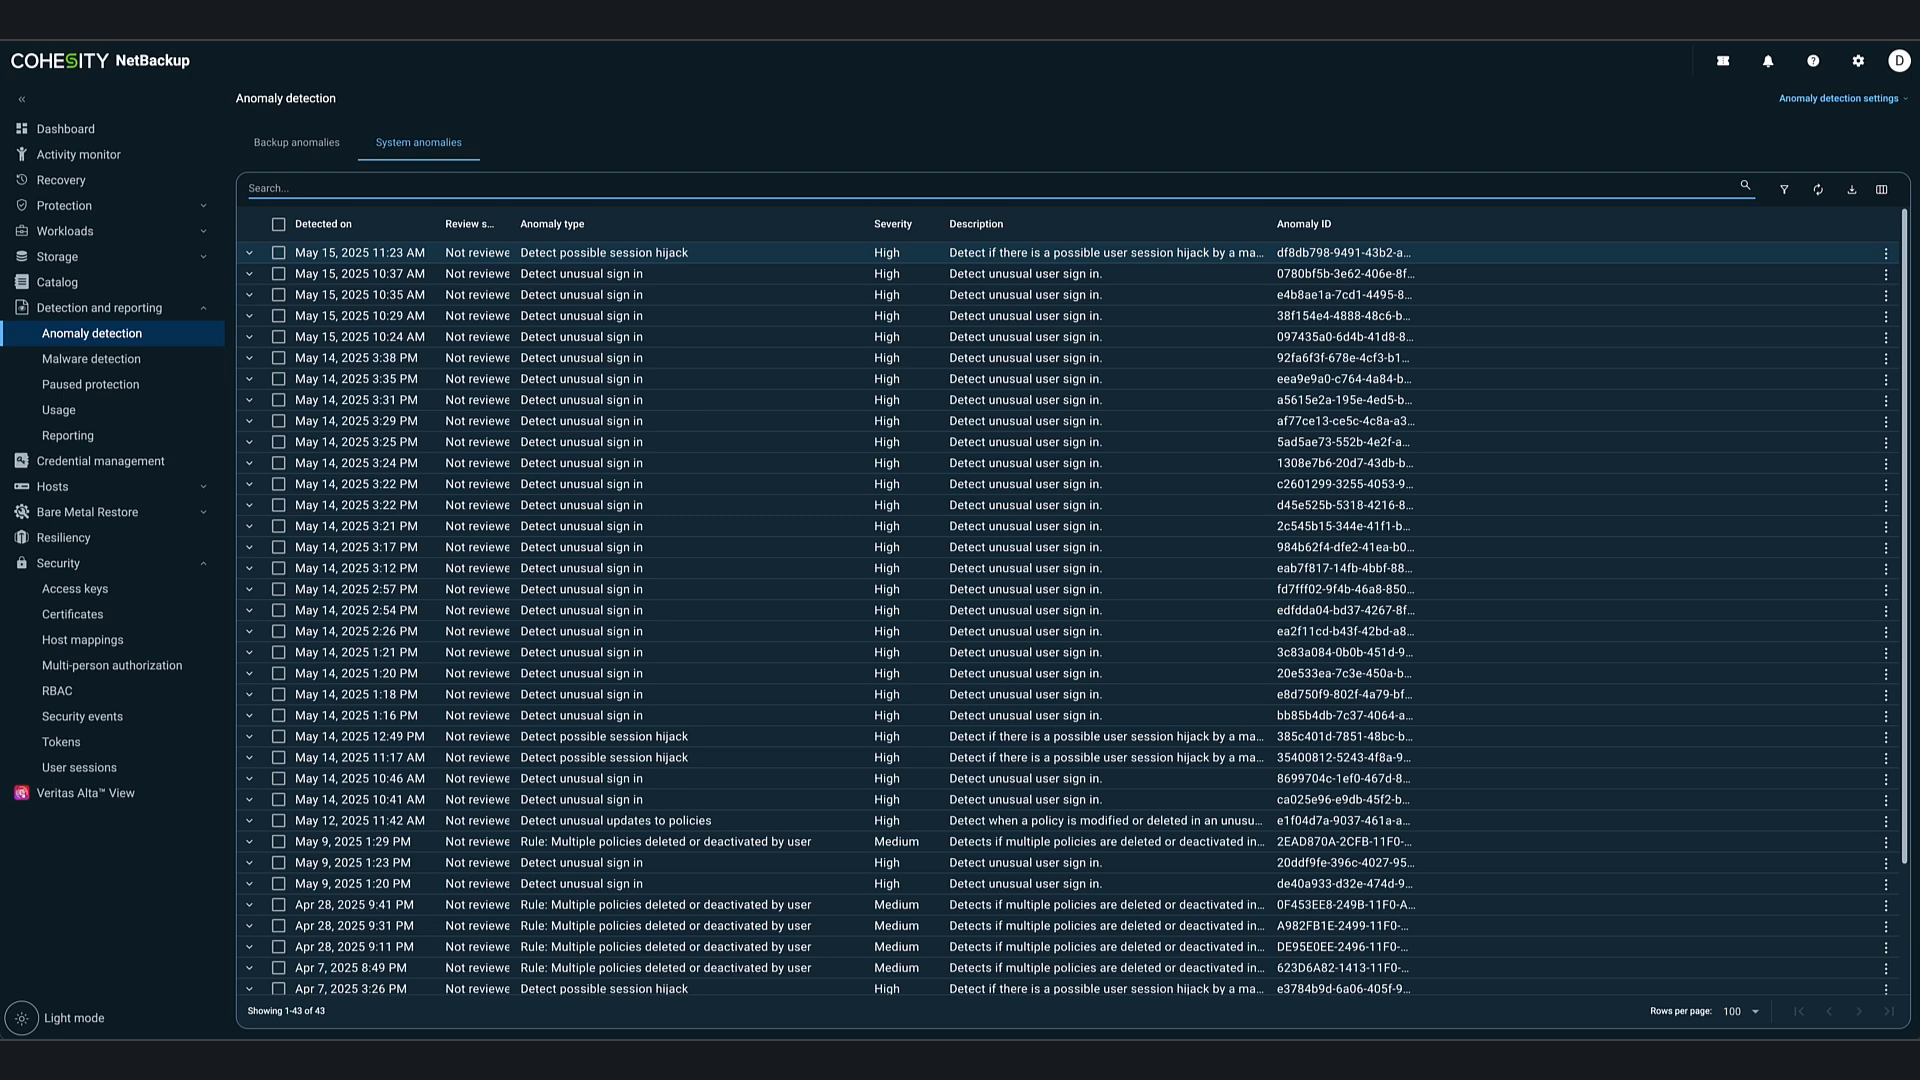 COHESITY NetBackup
D
Anomaly detection
Anomaly detection settings
Dashboard
Activity monitor
Recovery
Protection
Workloads
Storage
Catalog
Detection and reporting
Anomaly detection
Malware detection
Paused protection
Usage
Reporting
Credential management
Hosts
Bare Metal Restore
Resiliency
Security
Access keys
Certificates
Host mappings
Multi-person authorization
RBAC
Security events
Tokens
User sessions
Veritas Alta™ View
Light mode
Backup anomalies System anomalies
Search...
Detected on Review s... Anomaly type Severity Description Anomaly ID
May 15, 2025 11:23 AM Not reviewe Detect possible session hijack High Detect if there is a possible user session hijack by a ma... df8db798-9491-43b2-a...
May 15, 2025 10:37 AM Not reviewe Detect unusual sign in High Detect unusual user sign in. 0780bf5b-3e62-406e-8f...
May 15, 2025 10:35 AM Not reviewe Detect unusual sign in High Detect unusual user sign in. e4b8ae1a-7cd1-4495-8...
May 15, 2025 10:29 AM Not reviewe Detect unusual sign in High Detect unusual user sign in. 38f154e4-4888-48c6-b...
May 15, 2025 10:24 AM Not reviewe Detect unusual sign in High Detect unusual user sign in. 097435a0-6d4b-41d8-8...
May 14, 2025 3:38 PM Not reviewe Detect unusual sign in High Detect unusual user sign in. 92fa6f3f-678e-4cf3-b1...
May 14, 2025 3:35 PM Not reviewe Detect unusual sign in High Detect unusual user sign in. eea9e9a0-c764-4a84-b...
May 14, 2025 3:31 PM Not reviewe Detect unusual sign in High Detect unusual user sign in. a5615e2a-195e-4ed5-b...
May 14, 2025 3:29 PM Not reviewe Detect unusual sign in High Detect unusual user sign in. af77ce13-ce5c-4c8a-a3...
May 14, 2025 3:25 PM Not reviewe Detect unusual sign in High Detect unusual user sign in. 5ad5ae73-552b-4e2f-a...
May 14, 2025 3:24 PM Not reviewe Detect unusual sign in High Detect unusual user sign in. 1308e7b6-20d7-43db-b...
May 14, 2025 3:22 PM Not reviewe Detect unusual sign in High Detect unusual user sign in. c2601299-3255-4053-9...
May 14, 2025 3:22 PM Not reviewe Detect unusual sign in High Detect unusual user sign in. d45e525b-5318-4216-8...
May 14, 2025 3:21 PM Not reviewe Detect unusual sign in High Detect unusual user sign in. 2c545b15-344e-41f1-b...
May 14, 2025 3:17 PM Not reviewe Detect unusual sign in High Detect unusual user sign in. 984b62f4-dfe2-41ea-b0...
May 14, 2025 3:12 PM Not reviewe Detect unusual sign in High Detect unusual user sign in. eab7f817-14fb-4bbf-88...
May 14, 2025 2:57 PM Not reviewe Detect unusual sign in High Detect unusual user sign in. fd7fff02-9f4b-46a8-850...
May 14, 2025 2:54 PM Not reviewe Detect unusual sign in High Detect unusual user sign in. edfdda04-bd37-4267-8f...
May 14, 2025 2:26 PM Not reviewe Detect unusual sign in High Detect unusual user sign in. ea2f11cd-b43f-42bd-a8...
May 14, 2025 1:21 PM Not reviewe Detect unusual sign in High Detect unusual user sign in. 3c83a084-0b0b-451d-9...
May 14, 2025 1:20 PM Not reviewe Detect unusual sign in High Detect unusual user sign in. 20e533ea-7c3e-450a-b...
May 14, 2025 1:18 PM Not reviewe Detect unusual sign in High Detect unusual user sign in. e8d750f9-802f-4a79-bf...
May 14, 2025 1:16 PM Not reviewe Detect unusual sign in High Detect unusual user sign in. bb85b4db-7c37-4064-a...
May 14, 2025 12:49 PM Not reviewe Detect possible session hijack High Detect if there is a possible user session hijack by a ma... 385c401d-7851-48bc-b...
May 14, 2025 11:17 AM Not reviewe Detect possible session hijack High Detect if there is a possible user session hijack by a ma... 35400812-5243-4f8a-9...
May 14, 2025 10:46 AM Not reviewe Detect unusual sign in High Detect unusual user sign in. 8699704c-1ef0-467d-8...
May 14, 2025 10:41 AM Not reviewe Detect unusual sign in High Detect unusual user sign in. ca025e96-e9db-45f2-b...
May 12, 2025 11:42 AM Not reviewe Detect unusual updates to policies High Detect when a policy is modified or deleted in an unusu... e1f04d7a-9037-461a-a...
May 9, 2025 1:29 PM Not reviewe Rule: Multiple policies deleted or deactivated by user Medium Detects if multiple policies are deleted or deactivated in... 2EAD870A-2CFB-11F0-...
May 9, 2025 1:23 PM Not reviewe Detect unusual sign in High Detect unusual user sign in. 20ddf9fe-396c-4027-95...
May 9, 2025 1:20 PM Not reviewe Detect unusual sign in High Detect unusual user sign in. de40a933-d32e-474d-9...
Apr 28, 2025 9:41 PM Not reviewe Rule: Multiple policies deleted or deactivated by user Medium Detects if multiple policies are deleted or deactivated in... 0F453EE8-249B-11F0-A...
Apr 28, 2025 9:31 PM Not reviewe Rule: Multiple policies deleted or deactivated by user Medium Detects if multiple policies are deleted or deactivated in... A982FB1E-2499-11F0-...
Apr 28, 2025 9:11 PM Not reviewe Rule: Multiple policies deleted or deactivated by user Medium Detects if multiple policies are deleted or deactivated in... DE95E0EE-2496-11F0-...
Apr 7, 2025 8:49 PM Not reviewe Rule: Multiple policies deleted or deactivated by user Medium Detects if multiple policies are deleted or deactivated in... 623D6A82-1413-11F0-...
Apr 7, 2025 3:26 PM Not reviewe Detect possible session hijack High Detect if there is a possible user session hijack by a ma... e3784b9d-6a06-405f-9...
Showing 1-43 of 43
Rows per page: 100